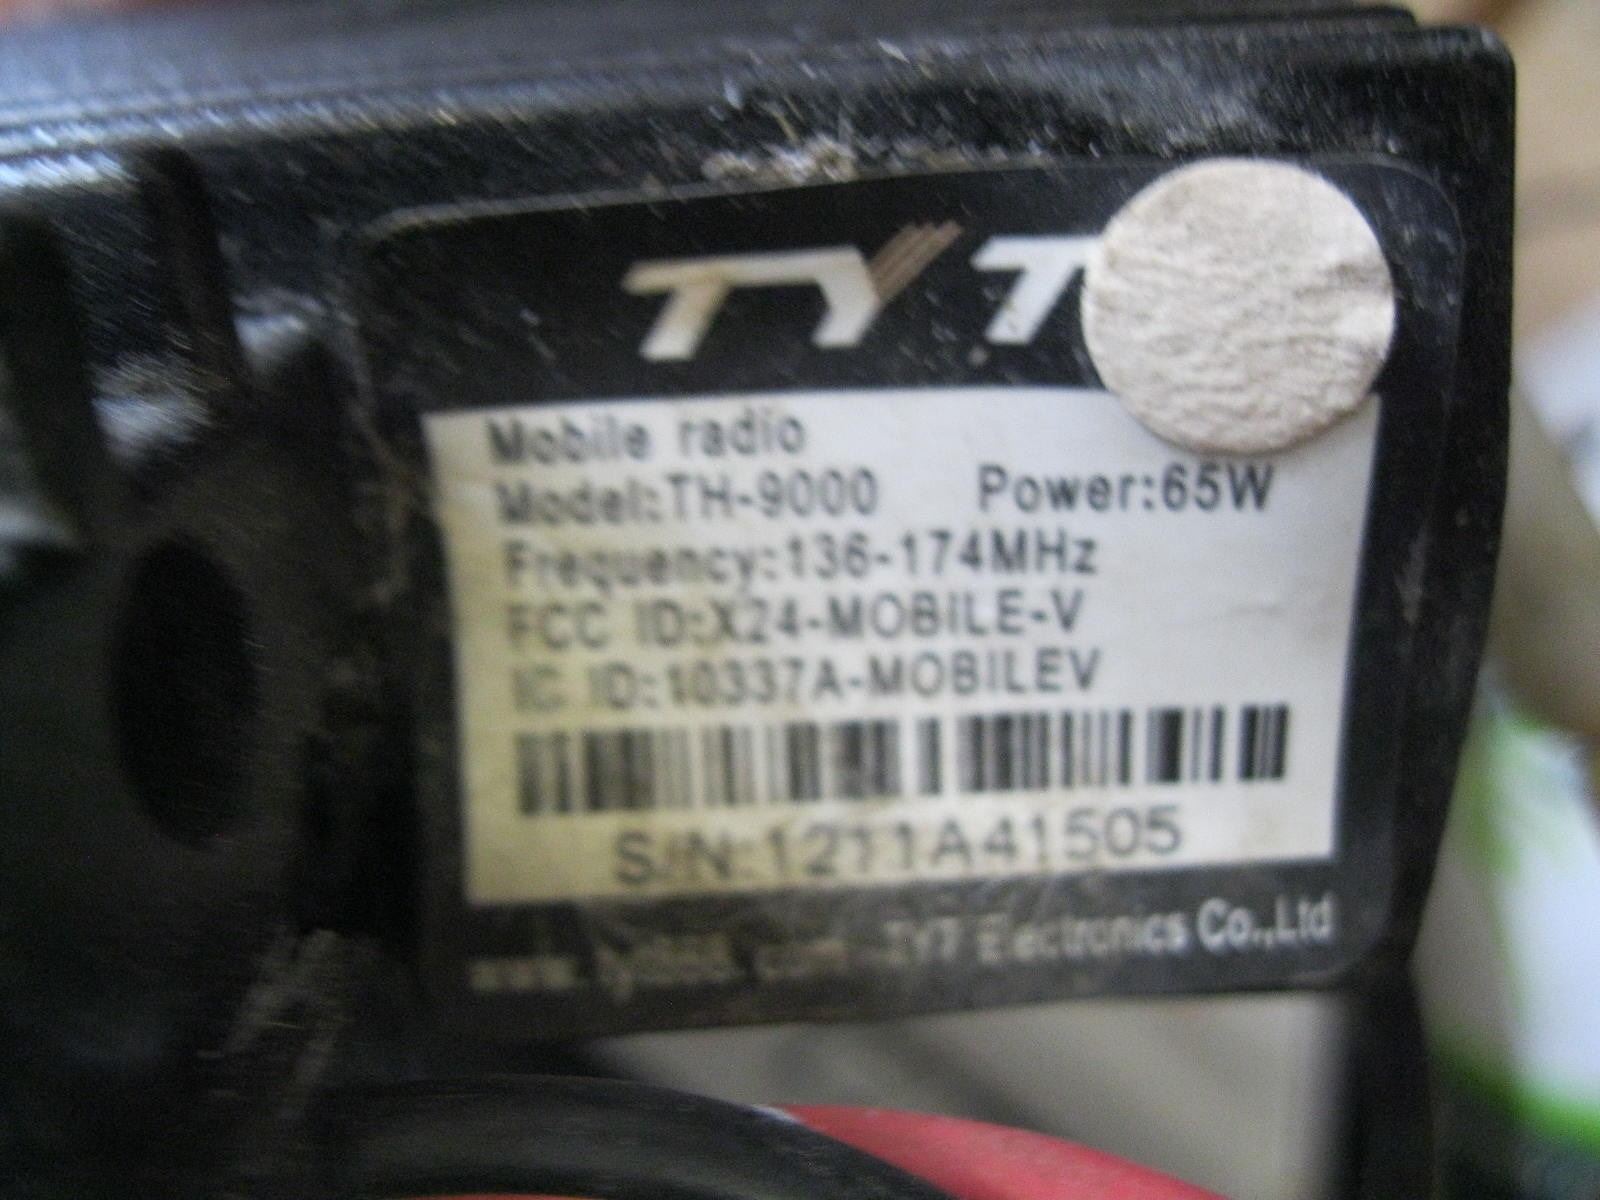 TYT
Mobile radio
Model:TH-9000 Power:65W
Frequency:136-174MHz
FCC ID:X24-MOBILE-V
IC ID:10337A-MOBILEV
S/N:1211A41505
TYT Electronics Co.,Ltd